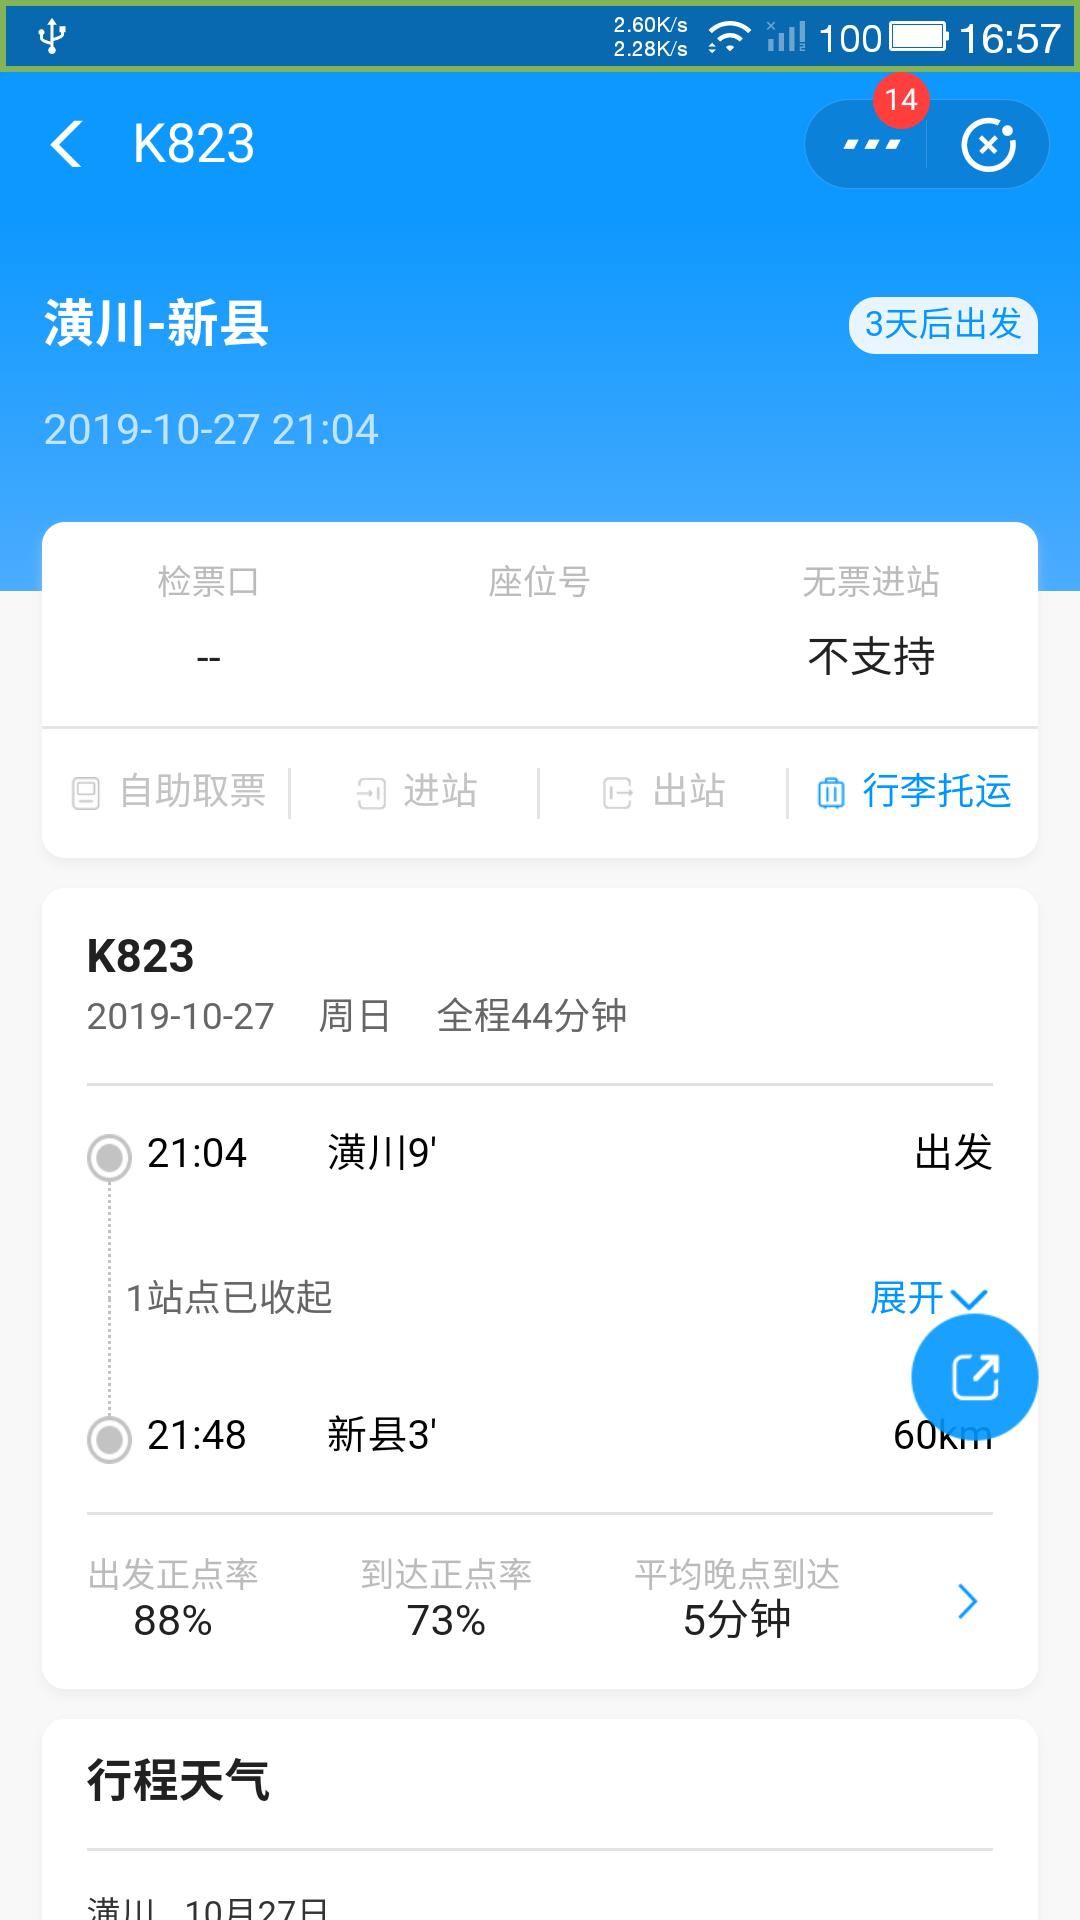 2.60K/s
2.28K/s
100
16:57
K823
14
潢川-新县
3天后出发
2019-10-27 21:04
检票口 座位号 无票进站
-- 不支持
自助取票 进站 出站 行李托运
K823
2019-10-27 周日 全程44分钟
21:04 潢川9' 出发
1站点已收起 展开
21:48 新县3' 60km
出发正点率 到达正点率 平均晚点到达
88% 73% 5分钟
行程天气
潢川 10月27日